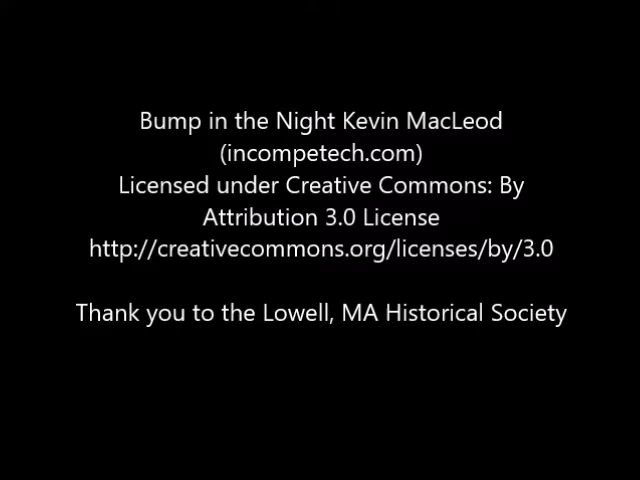 Bump in the Night Kevin MacLeod
(incompetech.com)
Licensed under Creative Commons: By
Attribution 3.0 License
http://creativecommons.org/licenses/by/3.0
Thank you to the Lowell, MA Historical Society